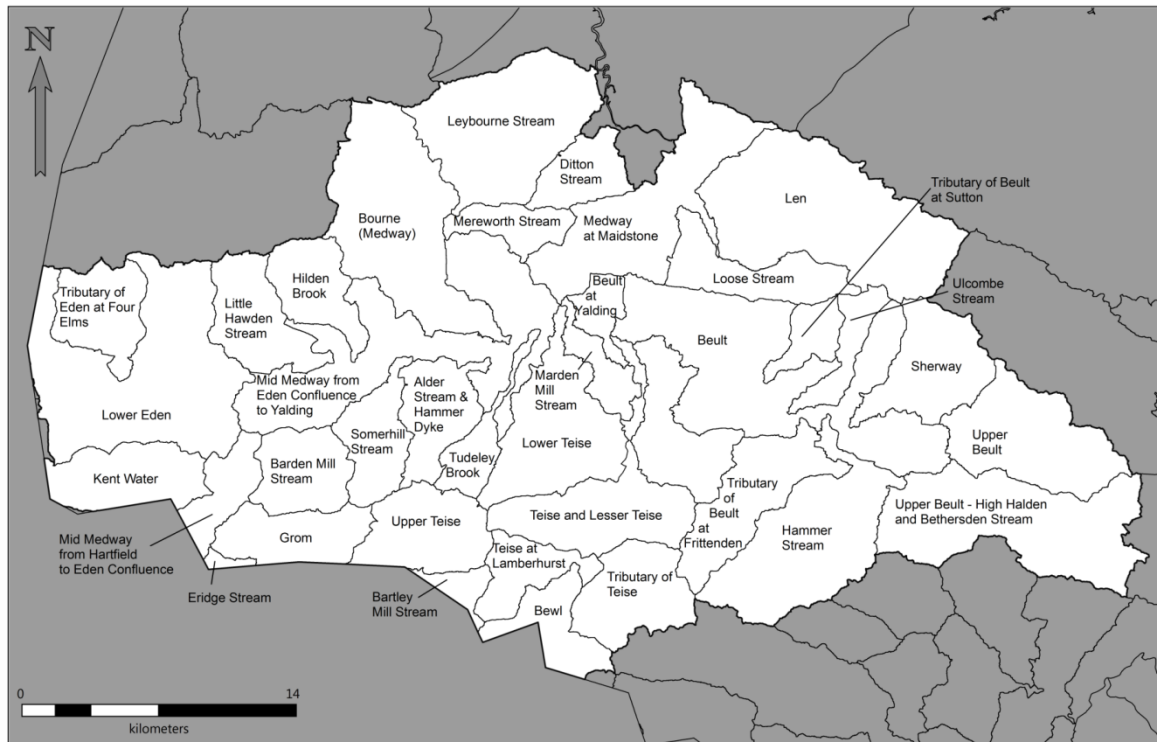 N
Leybourne Stream
Ditton
Stream
Tributary of Beult
at Sutton
Len
Bourne
(Medway)
Mereworth Stream
Medway
at Maidstone
Hilden
Brook
Beult
at
Yalding
Loose Stream
Ulcombe
Stream
Tributary of
Eden at Four
Elms
Little
Hawden
Stream
Beult
Sherway
Mid Medway from
Eden Confluence
to Yalding
Alder
Stream &
Hammer
Dyke
Marden
Mill
Stream
Lower Eden
Somerhill
Stream
Lower Teise
Upper
Beult
Kent Water
Barden Mill
Stream
Tudeley
Brook
Tributary
of
Beult
at
Frittenden
Upper Beult - High Halden
and Bethersden Stream
Mid Medway
from Hartfield
to Eden Confluence
Grom
Upper Teise
Teise and Lesser Teise
Hammer
Stream
Teise at
Lamberhurst
Eridge Stream
Bartley
Mill Stream
Bewl
Tributary of
Teise
0 14
kilometers